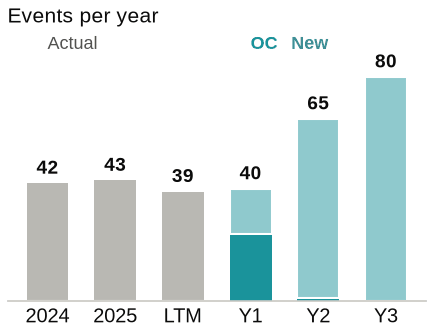 Events per year
Actual OC New
80
65
42 43 39 40
2024 2025 LTM Y1 Y2 Y3